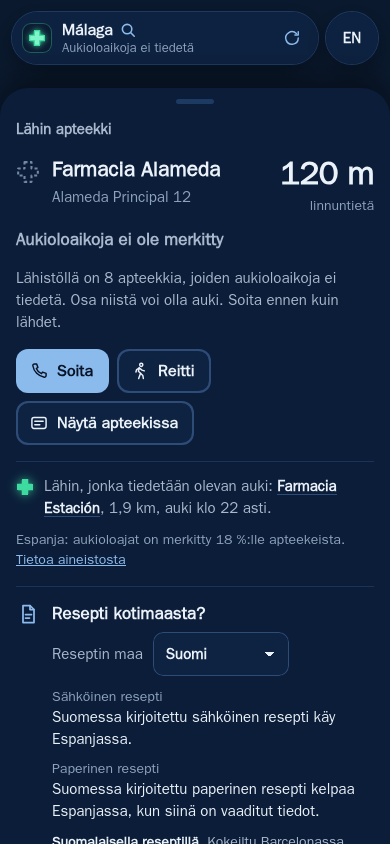 Málaga
Aukioloaikoja ei tiedetä
EN
Lähin apteekki
Farmacia Alameda
120 m
Alameda Principal 12
linnuntietä
Aukioloaikoja ei ole merkitty
Lähistöllä on 8 apteekkia, joiden aukioloaikoja ei
tiedetä. Osa niistä voi olla auki. Soita ennen kuin
lähdet.
Soita
Reitti
Näytä apteekissa
Lähin, jonka tiedetään olevan auki: Farmacia
Estación, 1,9 km, auki klo 22 asti.
Espanja: aukioloajat on merkitty 18 %:lle apteekeista.
Tietoa aineistosta
Resepti kotimaasta?
Reseptin maa
Suomi
Sähköinen resepti
Suomessa kirjoitettu sähköinen resepti käy
Espanjassa.
Paperinen resepti
Suomessa kirjoitettu paperinen resepti kelpaa
Espanjassa, kun siinä on vaaditut tiedot.
Suomalaisella reseptillä. Kokeiltu Barcelonassa